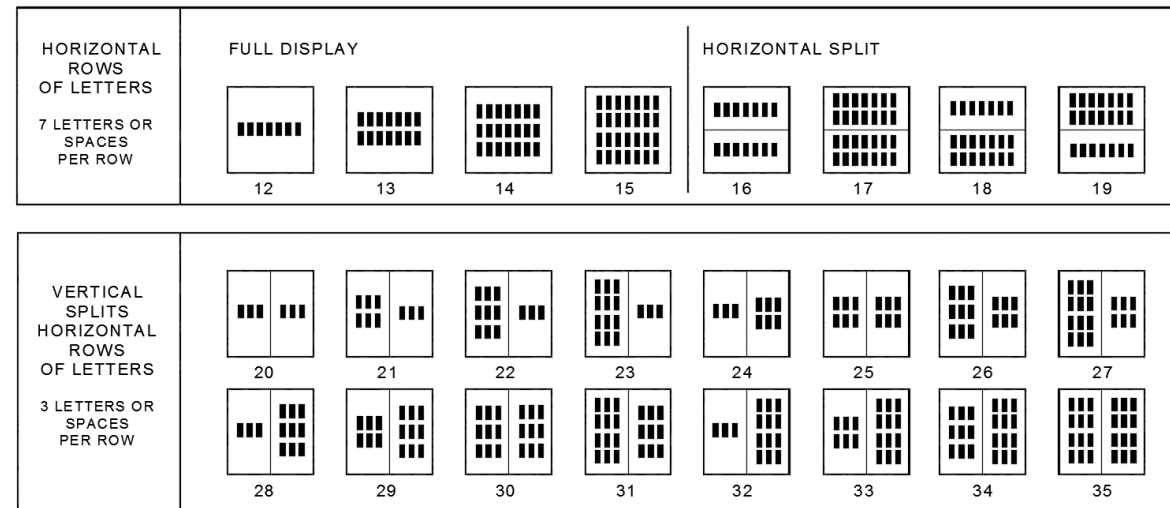 HORIZONTAL
ROWS
OF LETTERS
7 LETTERS OR
SPACES
PER ROW
FULL DISPLAY
HORIZONTAL SPLIT
12 13 14 15 16 17 18 19
VERTICAL
SPLITS
HORIZONTAL
ROWS
OF LETTERS
3 LETTERS OR
SPACES
PER ROW
20 21 22 23 24 25 26 27
28 29 30 31 32 33 34 35